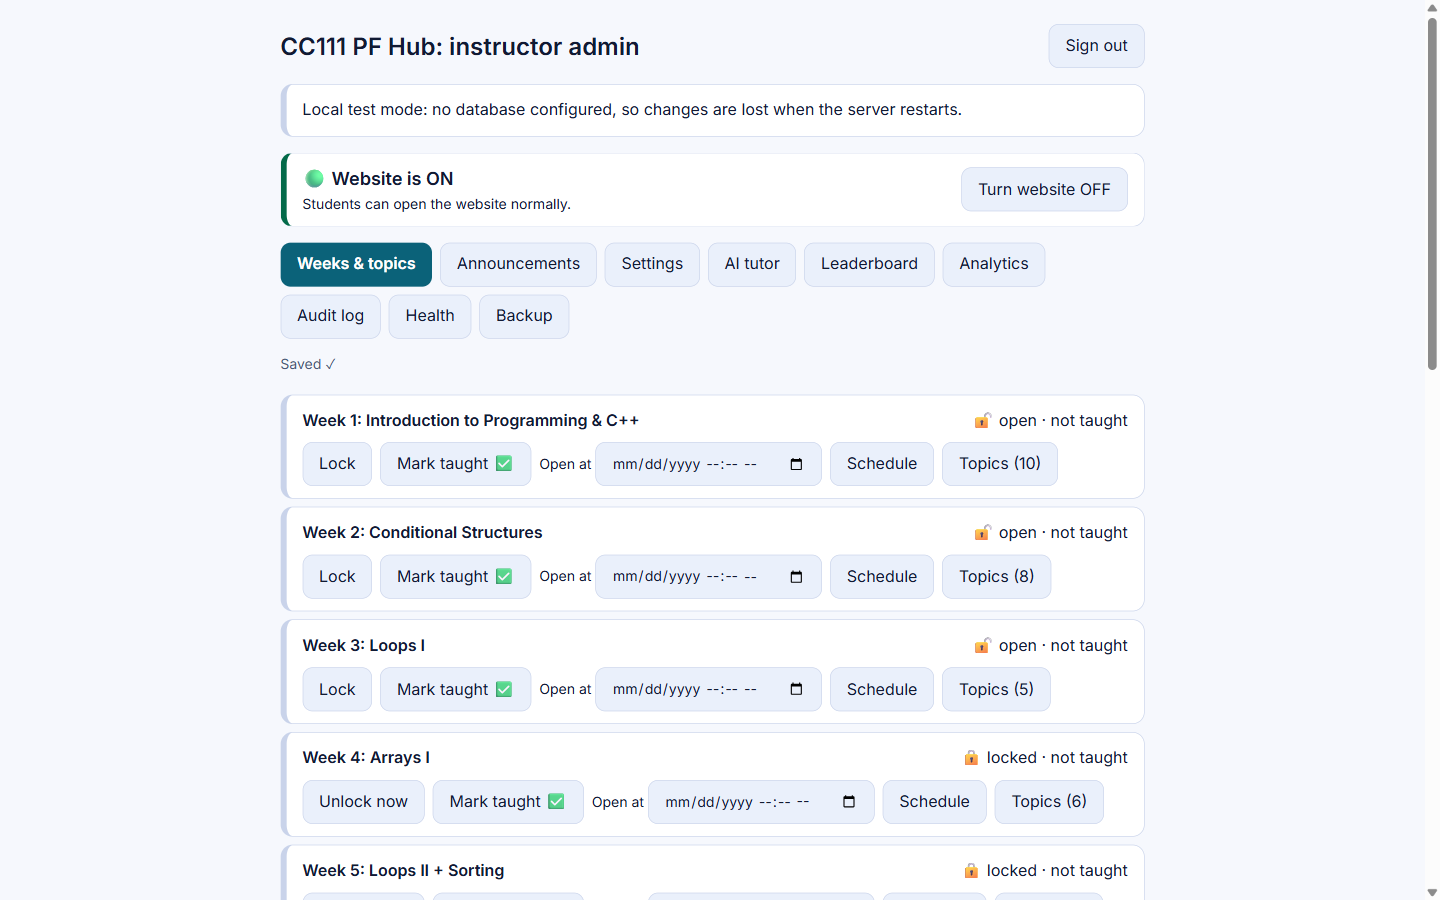 CC111 PF Hub: instructor admin
Sign out
Local test mode: no database configured, so changes are lost when the server restarts.
Website is ON
Students can open the website normally.
Turn website OFF
Weeks & topics
Announcements
Settings
AI tutor
Leaderboard
Analytics
Audit log
Health
Backup
Saved ✓
Week 1: Introduction to Programming & C++
open · not taught
Lock
Mark taught ✅
Open at
mm/dd/yyyy --:-- --
Schedule
Topics (10)
Week 2: Conditional Structures
open · not taught
Lock
Mark taught ✅
Open at
mm/dd/yyyy --:-- --
Schedule
Topics (8)
Week 3: Loops I
open · not taught
Lock
Mark taught ✅
Open at
mm/dd/yyyy --:-- --
Schedule
Topics (5)
Week 4: Arrays I
locked · not taught
Unlock now
Mark taught ✅
Open at
mm/dd/yyyy --:-- --
Schedule
Topics (6)
Week 5: Loops II + Sorting
locked · not taught